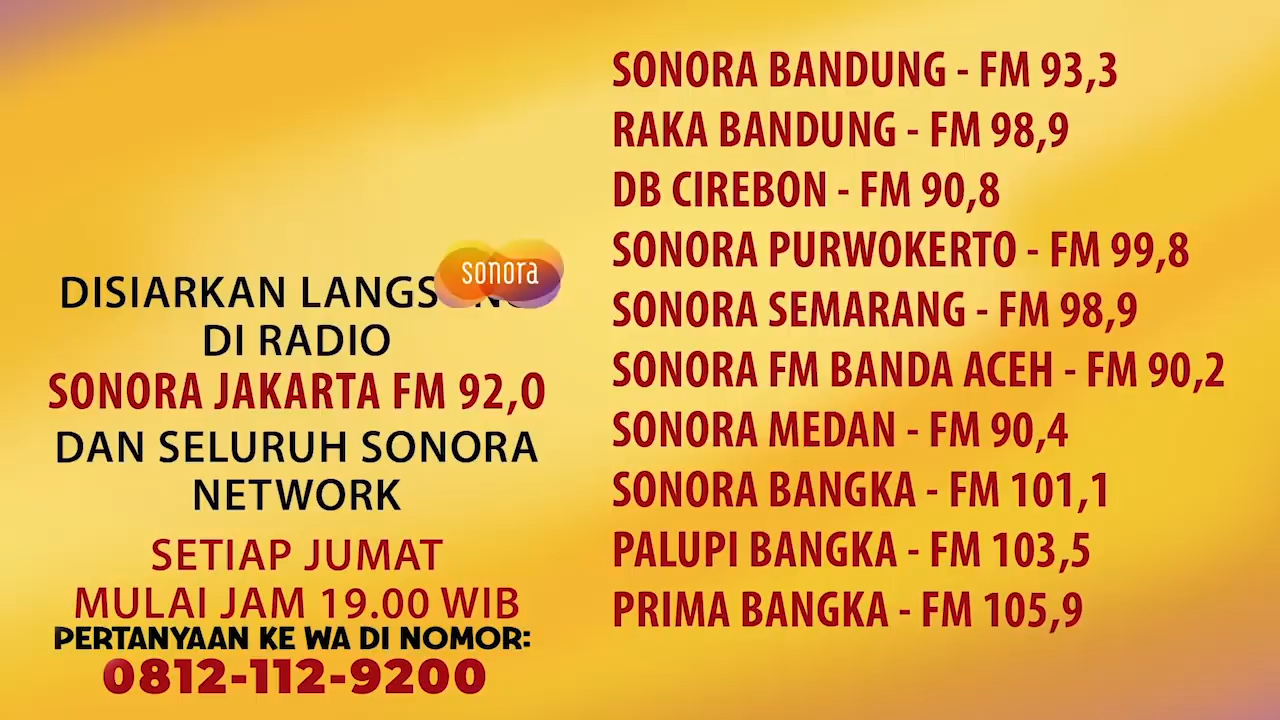 DISIARKAN
DI RADIO
SONORA JAKARTA FM 92,0
DAN SELURUH SONORA
NETWORK
SETIAP JUMAT
MULAI JAM 19.00 WIB
PERTANYAAN KE WA DI NOMOR:
0812-112-9200
sonora
SONORA BANDUNG - FM 93,3
RAKA BANDUNG - FM 98,9
DB CIREBON - FM 90,8
SONORA PURWOKERTO - FM 99,8
SONORA SEMARANG - FM 98,9
SONORA FM BANDA ACEH - FM 90,2
SONORA MEDAN - FM 90,4
SONORA BANGKA - FM 101,1
PALUPI BANGKA - FM 103,5
PRIMA BANGKA - FM 105,9